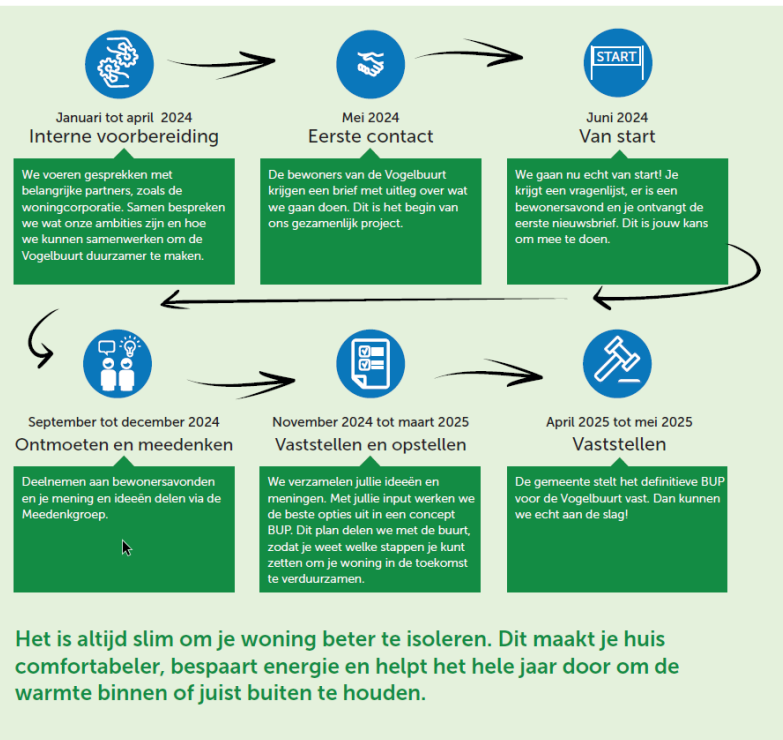 START
Januari tot april 2024
Interne voorbereiding
We voeren gesprekken met
belangrijke partners, zoals de
woningcorporatie. Samen bespreken
we wat onze ambities zijn en hoe
we kunnen samenwerken om de
Vogelbuurt duurzamer te maken.
Mei 2024
Eerste contact
De bewoners van de Vogelbuurt
krijgen een brief met uitleg over wat
we gaan doen. Dit is het begin van
ons gezamenlijk project.
Juni 2024
Van start
We gaan nu echt van start! Je
krijgt een vragenlijst, er is een
bewonersavond en je ontvangt de
eerste nieuwsbrief. Dit is jouw kans
om mee te doen.
September tot december 2024
Ontmoeten en meedenken
Deelnemen aan bewonersavonden
en je mening en ideeën delen via de
Meedenkgroep.
November 2024 tot maart 2025
Vaststellen en opstellen
We verzamelen jullie ideeën en
meningen. Met jullie input werken we
de beste opties uit in een concept
BUP. Dit plan delen we met de buurt,
zodat je weet welke stappen je kunt
zetten om je woning in de toekomst
te verduurzamen.
April 2025 tot mei 2025
Vaststellen
De gemeente stelt het definitieve BUP
voor de Vogelbuurt vast. Dan kunnen
we echt aan de slag!
Het is altijd slim om je woning beter te isoleren. Dit maakt je huis
comfortabeler, bespaart energie en helpt het hele jaar door om de
warmte binnen of juist buiten te houden.